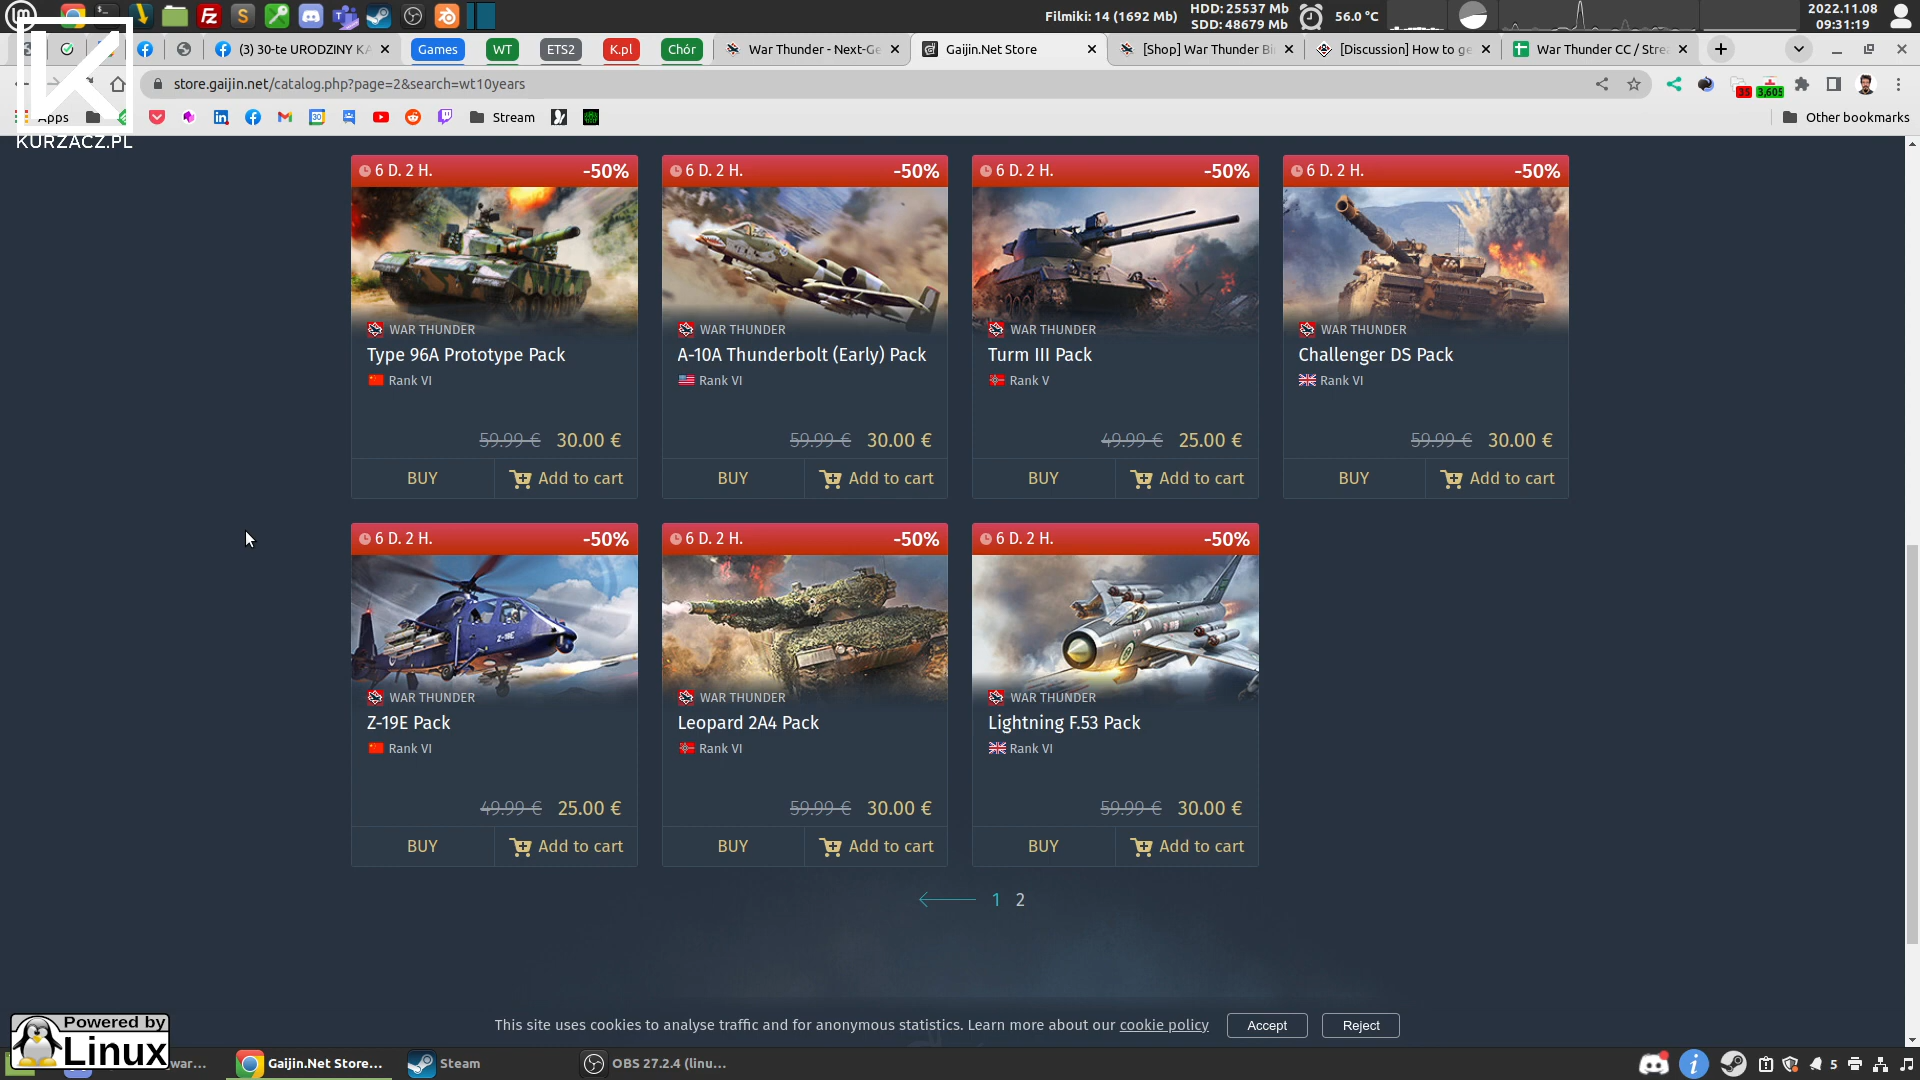 Filmiki: 14 (1692 Mb)
HDD: 25537 Mb
SDD: 48679 Mb
56.0 °C
2022.11.08
09:31:19
(3) 30-te URODZINY K
Games
WT
ETS2
K.pl
Chór
War Thunder - Next-Ge
Gaijin.Net Store
[Shop] War Thunder Bi
[Discussion] How to ge
War Thunder CC / Strea
store.gaijin.net/catalog.php?page=2&search=wt10years
35
3,605
Apps
Stream
Other bookmarks
KURZACZ.PL
6 D. 2 H. -50%
WAR THUNDER
Type 96A Prototype Pack
Rank VI
59.99 € 30.00 €
BUY Add to cart
6 D. 2 H. -50%
WAR THUNDER
A-10A Thunderbolt (Early) Pack
Rank VI
59.99 € 30.00 €
BUY Add to cart
6 D. 2 H. -50%
WAR THUNDER
Turm III Pack
Rank V
49.99 € 25.00 €
BUY Add to cart
6 D. 2 H. -50%
WAR THUNDER
Challenger DS Pack
Rank VI
59.99 € 30.00 €
BUY Add to cart
6 D. 2 H. -50%
Z-19E
WAR THUNDER
Z-19E Pack
Rank VI
49.99 € 25.00 €
BUY Add to cart
6 D. 2 H. -50%
WAR THUNDER
Leopard 2A4 Pack
Rank VI
59.99 € 30.00 €
BUY Add to cart
6 D. 2 H. -50%
WAR THUNDER
Lightning F.53 Pack
Rank VI
59.99 € 30.00 €
BUY Add to cart
1 2
This site uses cookies to analyse traffic and for anonymous statistics. Learn more about our cookie policy
Accept
Reject
Powered by
Linux
war...
Gaijin.Net Store...
Steam
OBS 27.2.4 (linu...
5